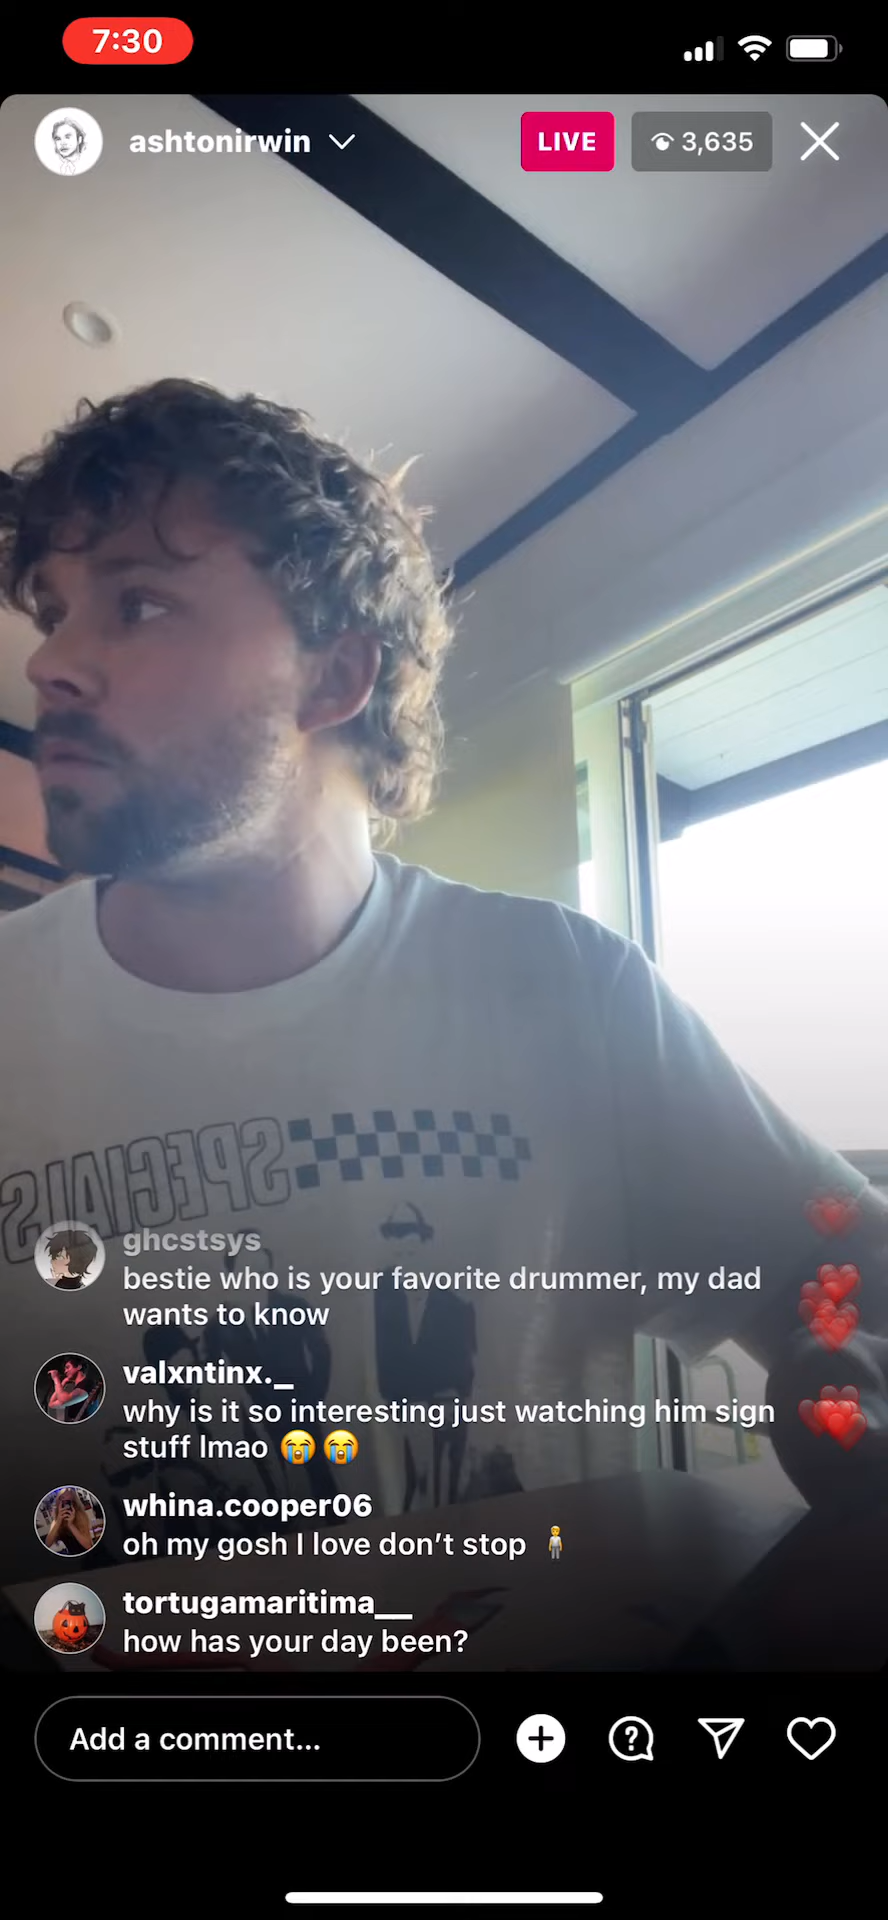 7:30
ashtonirwin
LIVE
3,635
SPECIALS
ghcstsys
bestie who is your favorite drummer, my dad
wants to know
valxntinx._
why is it so interesting just watching him sign
stuff lmao 😭😭
whina.cooper06
oh my gosh I love don’t stop 🧍
tortugamaritima__
how has your day been?
Add a comment...